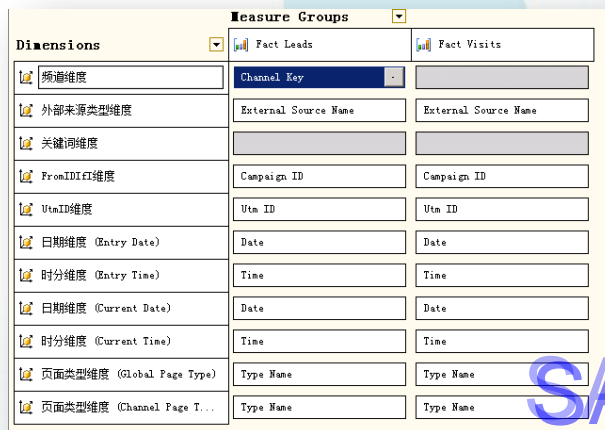 Measure Groups
Dimensions Fact Leads Fact Visits
频道维度 Channel Key
外部来源类型维度 External Source Name External Source Name
关键词维度
FromIDIfI维度 Campaign ID Campaign ID
UtmID维度 Utm ID Utm ID
日期维度 (Entry Date) Date Date
时分维度 (Entry Time) Time Time
日期维度 (Current Date) Date Date
时分维度 (Current Time) Time Time
页面类型维度 (Global Page Type) Type Name Type Name
页面类型维度 (Channel Page T... Type Name Type Name
SA